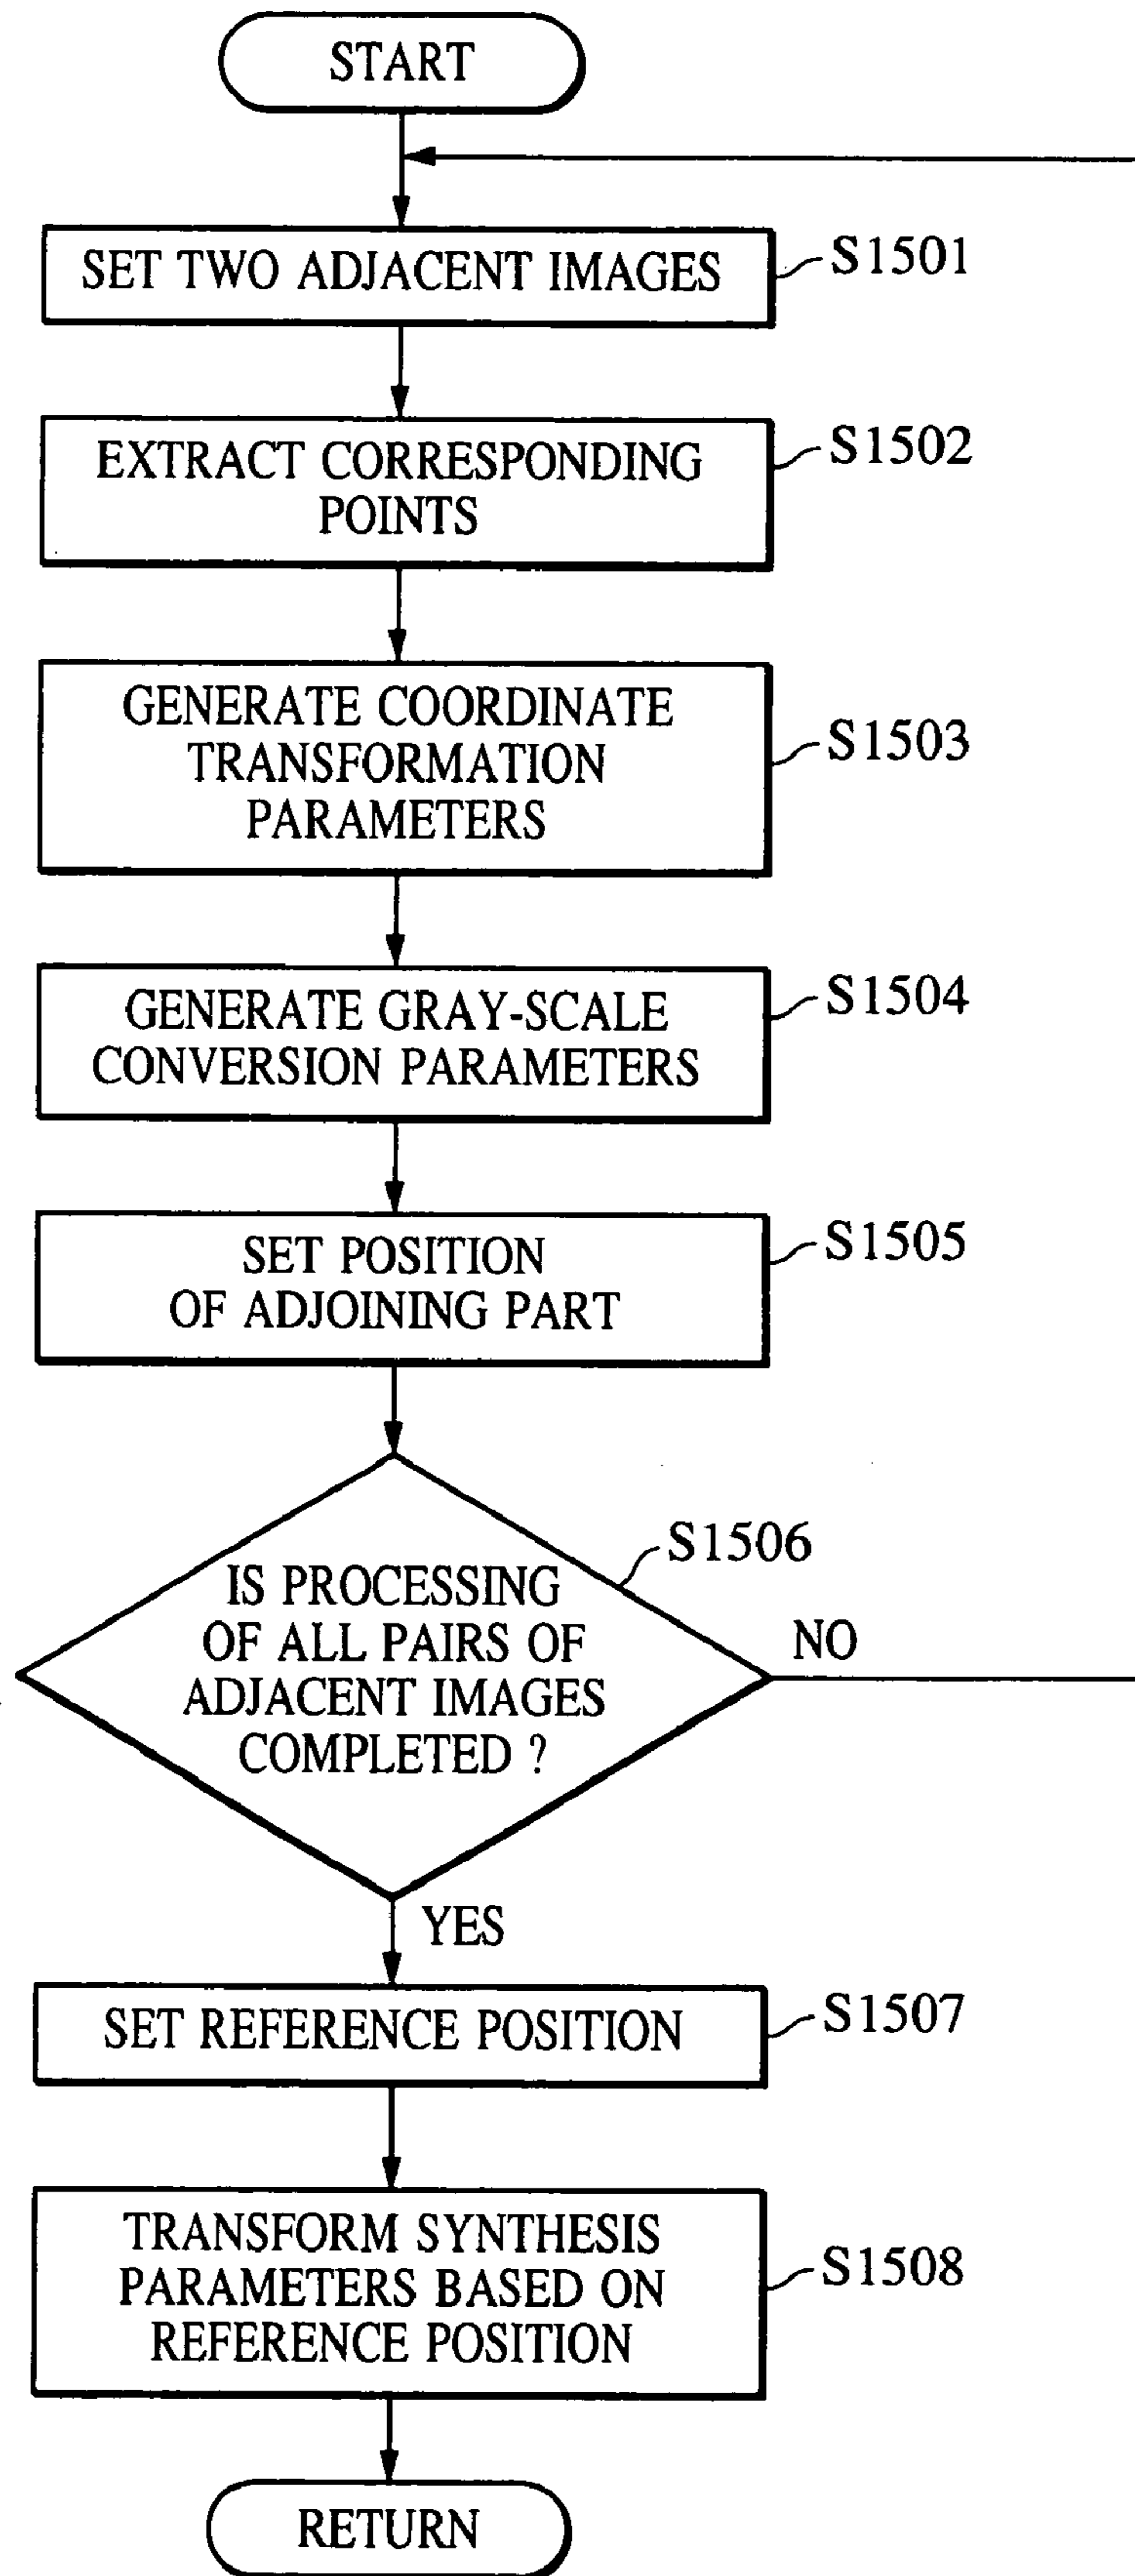 START
SET TWO ADJACENT IMAGES
S1501
EXTRACT CORRESPONDING
POINTS
S1502
GENERATE COORDINATE
TRANSFORMATION
PARAMETERS
S1503
GENERATE GRAY-SCALE
CONVERSION PARAMETERS
S1504
SET POSITION
OF ADJOINING PART
S1505
IS PROCESSING
OF ALL PAIRS OF
ADJACENT IMAGES
COMPLETED ?
S1506
NO
YES
SET REFERENCE POSITION
S1507
TRANSFORM SYNTHESIS
PARAMETERS BASED ON
REFERENCE POSITION
S1508
RETURN